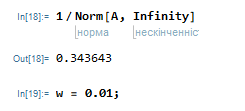 In[18]:= 1 / Norm[A, Infinity]
норма нескінченніс
Out[18]= 0.343643
In[19]:= w = 0.01;